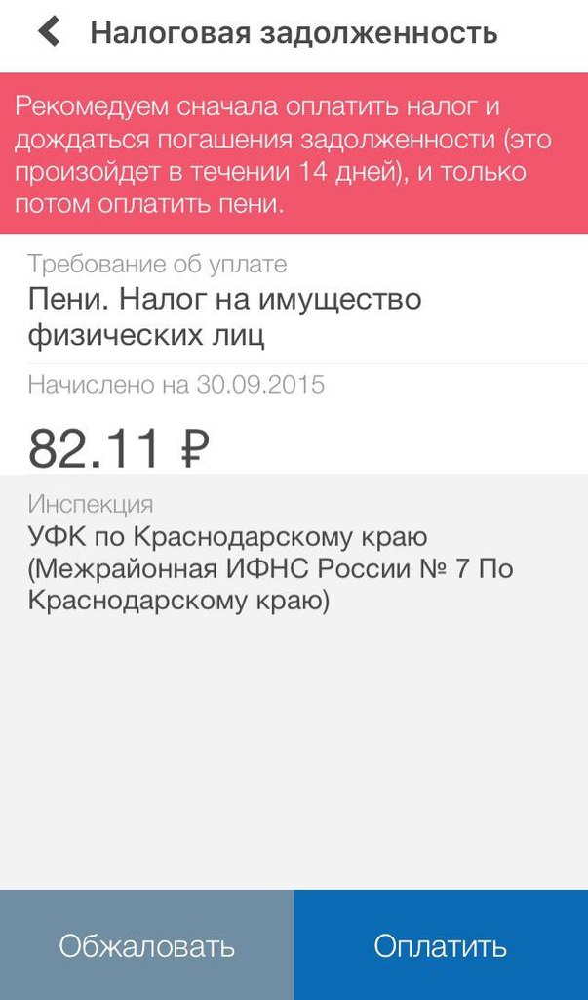 Налоговая задолженность
Рекомедуем сначала оплатить налог и
дождаться погашения задолженности (это
произойдет в течении 14 дней), и только
потом оплатить пени.
Требование об уплате
Пени. Налог на имущество
физических лиц
Начислено на 30.09.2015
82.11 ₽
Инспекция
УФК по Краснодарскому краю
(Межрайонная ИФНС России № 7 По
Краснодарскому краю)
Обжаловать
Оплатить